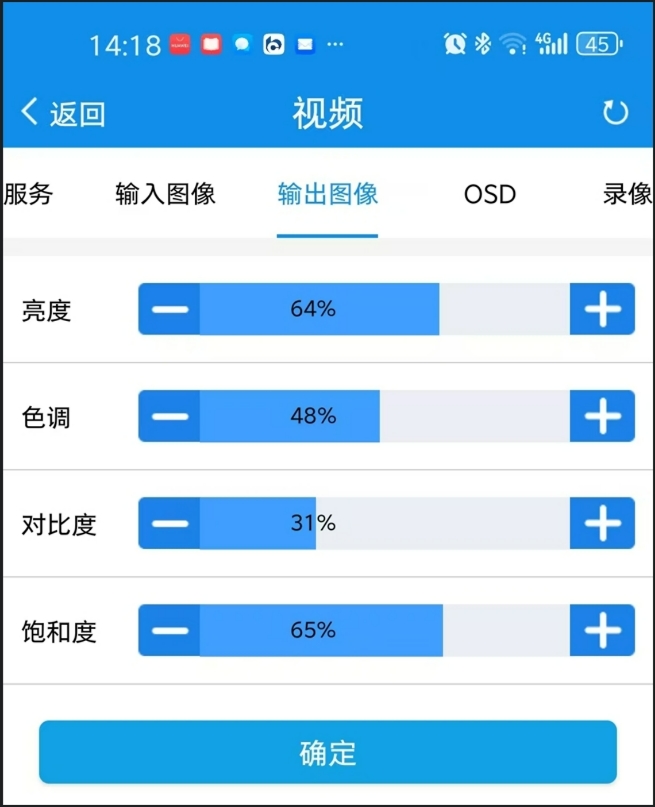 14:18 HUAWEI ··· 4G 45
返回 视频
服务 输入图像 输出图像 OSD 录像
亮度 64%
色调 48%
对比度 31%
饱和度 65%
确定